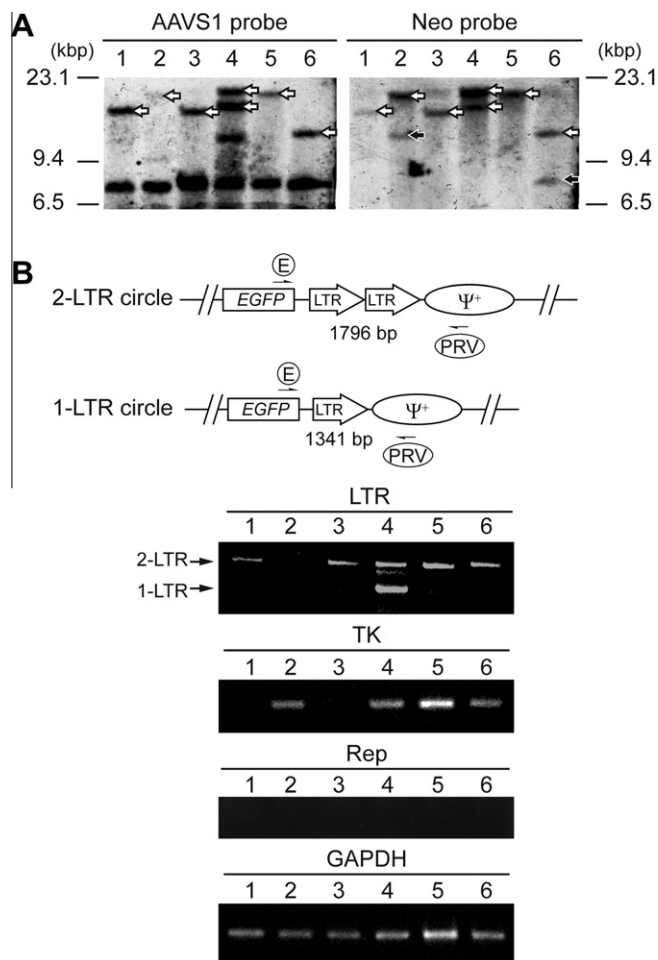 A
AAVS1 probe Neo probe
(kbp) 1 2 3 4 5 6 1 2 3 4 5 6 (kbp)
23.1 23.1
9.4 9.4
6.5 6.5
B
E
2-LTR circle EGFP LTR LTR Ψ+
1796 bp
PRV
E
1-LTR circle EGFP LTR Ψ+
1341 bp
PRV
LTR
1 2 3 4 5 6
2-LTR
1-LTR
TK
1 2 3 4 5 6
Rep
1 2 3 4 5 6
GAPDH
1 2 3 4 5 6